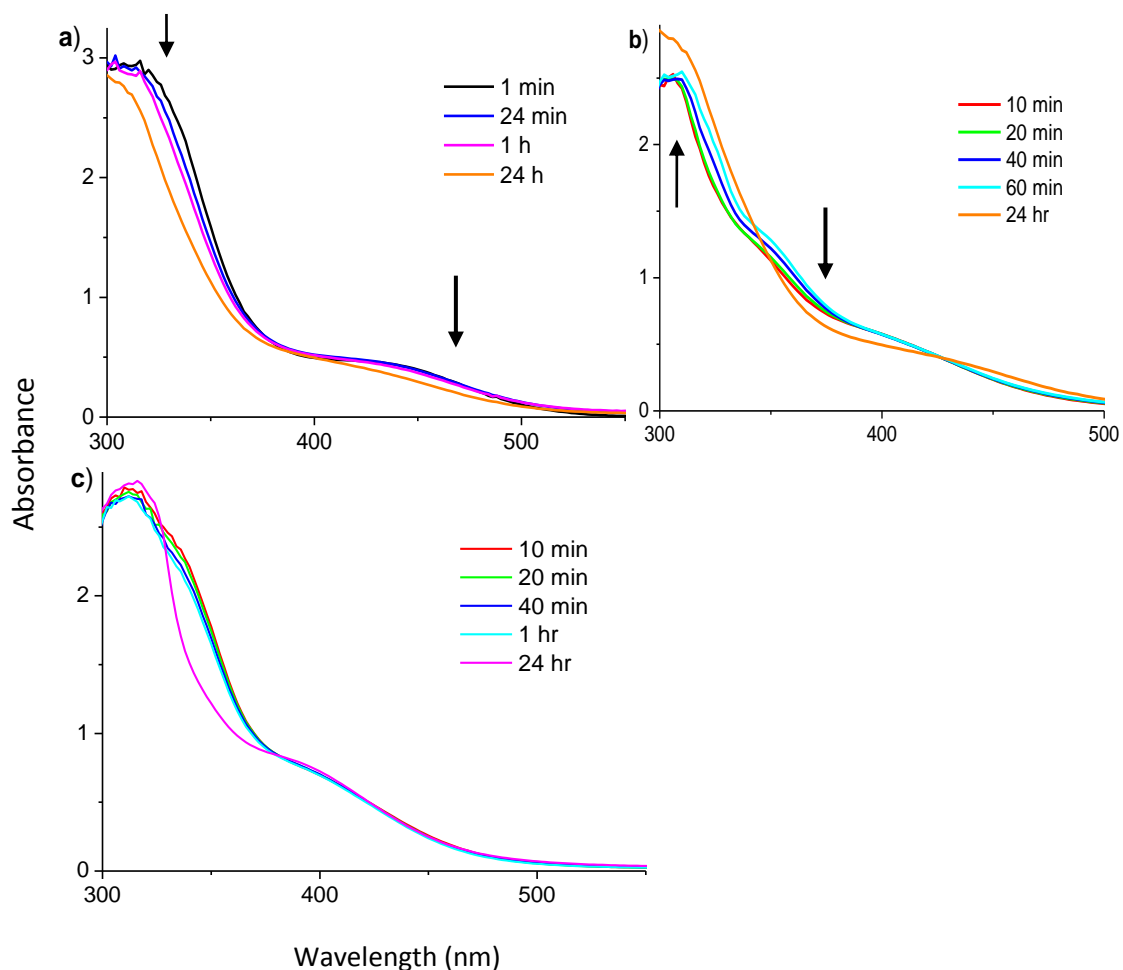 a)
3
2
1
0
300
400
500
1 min
24 min
1 h
24 h
b)
2
1
0
300
400
500
10 min
20 min
40 min
60 min
24 hr
c)
2
1
0
300
400
500
10 min
20 min
40 min
1 hr
24 hr
Absorbance
Wavelength (nm)